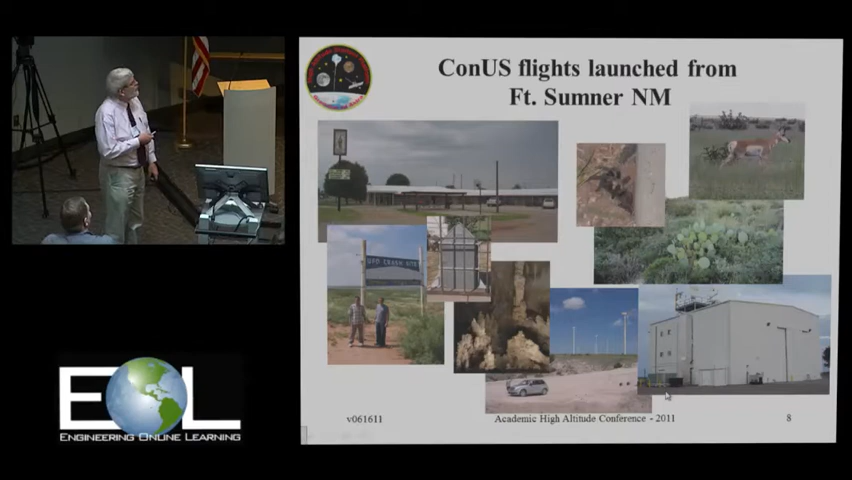 ConUS flights launched from
Ft. Sumner NM
UFO CRASH SITE
v061611
Academic High Altitude Conference - 2011
8
EOL
ENGINEERING ONLINE LEARNING